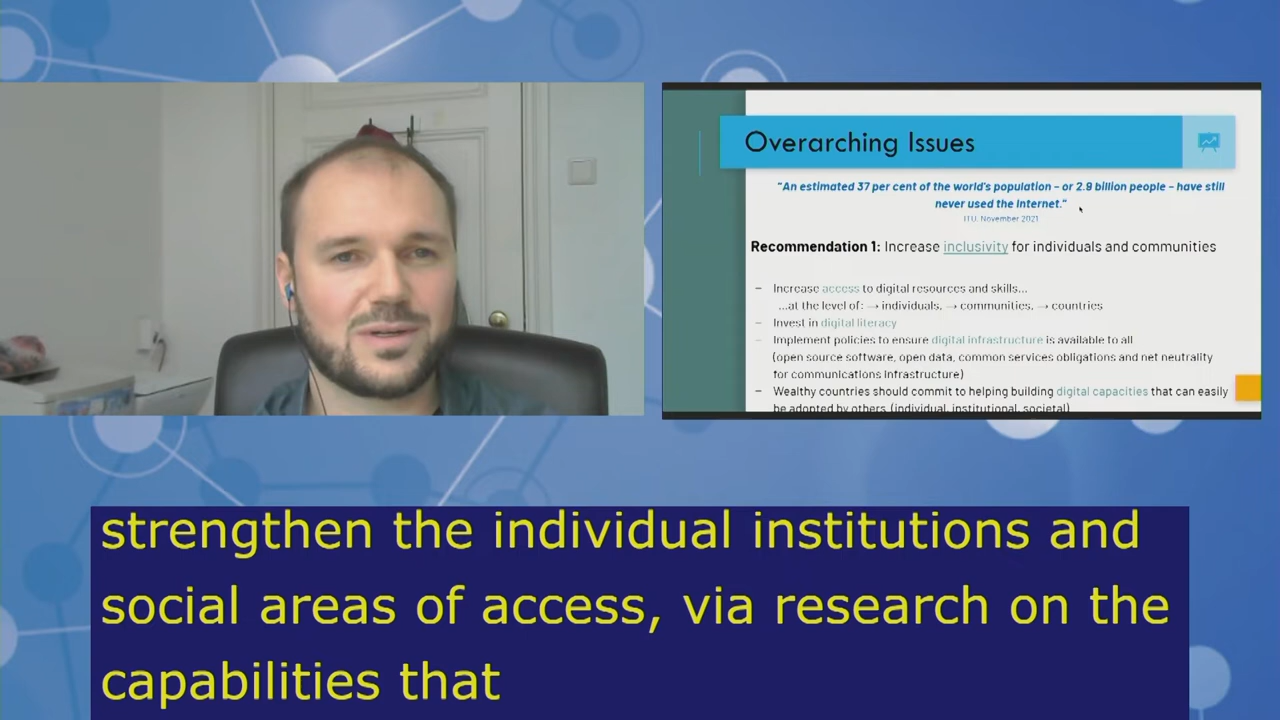 Overarching Issues
"An estimated 37 per cent of the world's population – or 2.9 billion people – have still
never used the Internet."
ITU, November 2021
Recommendation 1: Increase inclusivity for individuals and communities
– Increase access to digital resources and skills...
...at the level of: → individuals, → communities, → countries
– Invest in digital literacy
– Implement policies to ensure digital infrastructure is available to all
(open source software, open data, common services obligations and net neutrality
for communications infrastructure)
– Wealthy countries should commit to helping building digital capacities that can easily
be adopted by others (individual, institutional, societal)
strengthen the individual institutions and
social areas of access, via research on the
capabilities that